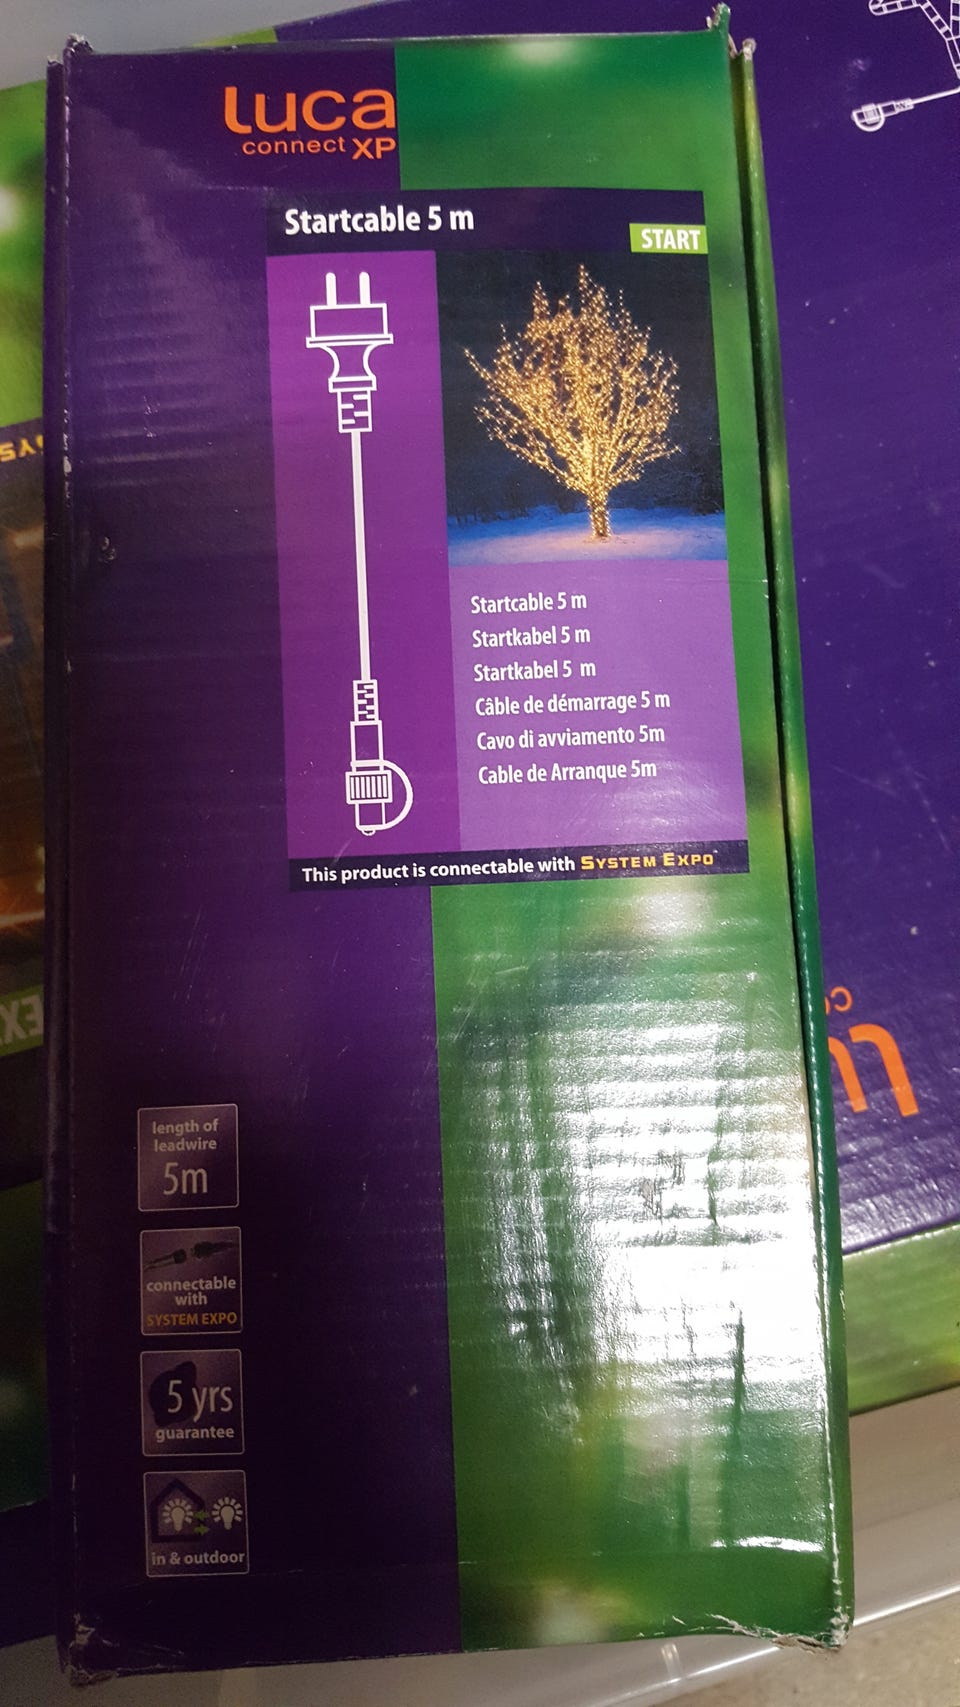 Luca
connect XP
Startcable 5 m
START
Startcable 5 m
Startkabel 5 m
Startkabel 5 m
Câble de démarrage 5 m
Cavo di avviamento 5m
Cable de Arranque 5m
This product is connectable with SYSTEM EXPO
length of
leadwire
5m
connectable
with
SYSTEM EXPO
5 yrs
guarantee
in & outdoor